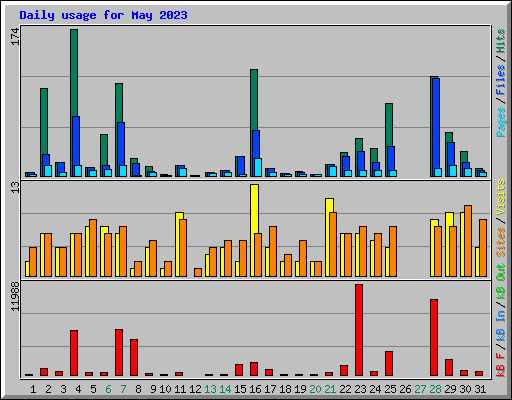 Daily usage for May 2023
174
Pages / Files / Hits
13
Sites / Visits
11988
kB F / kB In / kB Out
1 2 3 4 5 6 7 8 9 10 11 12 13 14 15 16 17 18 19 20 21 22 23 24 25 26 27 28 29 30 31